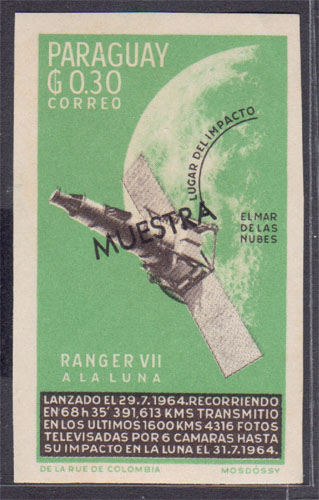 PARAGUAY
₲ 0.30
CORREO
LUGAR DEL IMPACTO
MUESTRA
EL MAR
DE LAS
NUBES
RANGER VII
A LA LUNA
LANZADO EL 29.7.1964.RECORRIENDO
EN 68h 35' 391,613 KMS TRANSMITIO
EN LOS ULTIMOS 1600 KMS 4316 FOTOS
TELEVISADAS POR 6 CAMARAS HASTA
SU IMPACTO EN LA LUNA EL 31.7.1964.
DE LA RUE DE COLOMBIA MOSDOSSY